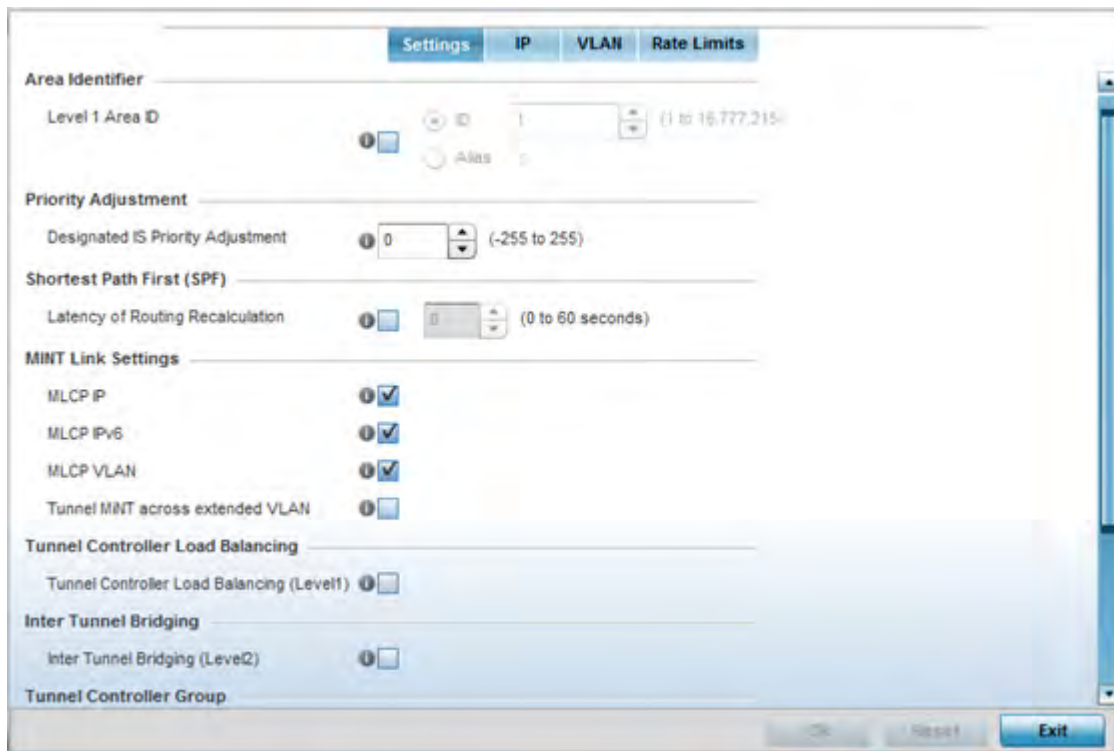 Settings IP VLAN Rate Limits
Area Identifier
Level 1 Area ID
ID 1 (1 to 16,777,215
Alias
Priority Adjustment
Designated IS Priority Adjustment 0 (-255 to 255)
Shortest Path First (SPF)
Latency of Routing Recalculation 0 (0 to 60 seconds)
MINT Link Settings
MLCP IP
MLCP IPv6
MLCP VLAN
Tunnel MiNT across extended VLAN
Tunnel Controller Load Balancing
Tunnel Controller Load Balancing (Level1)
Inter Tunnel Bridging
Inter Tunnel Bridging (Level2)
Tunnel Controller Group
Ok Reset Exit